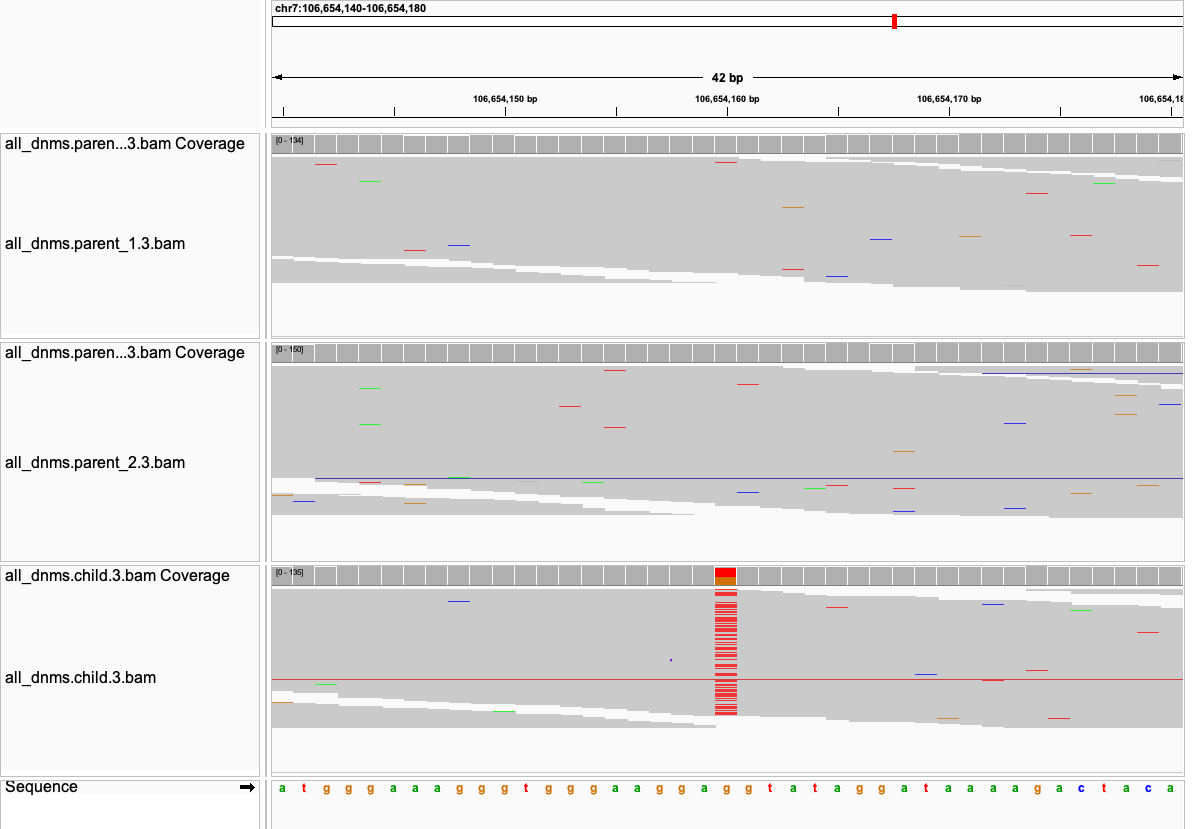 chr7:106,654,140-106,654,180
42 bp
106,654,150 bp 106,654,160 bp 106,654,170 bp 106,654,18
all_dnms.paren...3.bam Coverage
[0 - 134]
all_dnms.parent_1.3.bam
all_dnms.paren...3.bam Coverage
[0 - 150]
all_dnms.parent_2.3.bam
all_dnms.child.3.bam Coverage
[0 - 135]
all_dnms.child.3.bam
Sequence
a t g g g a a a g g g t g g g a a g g a g g t a t a g g a t a a a a g a c t a c a